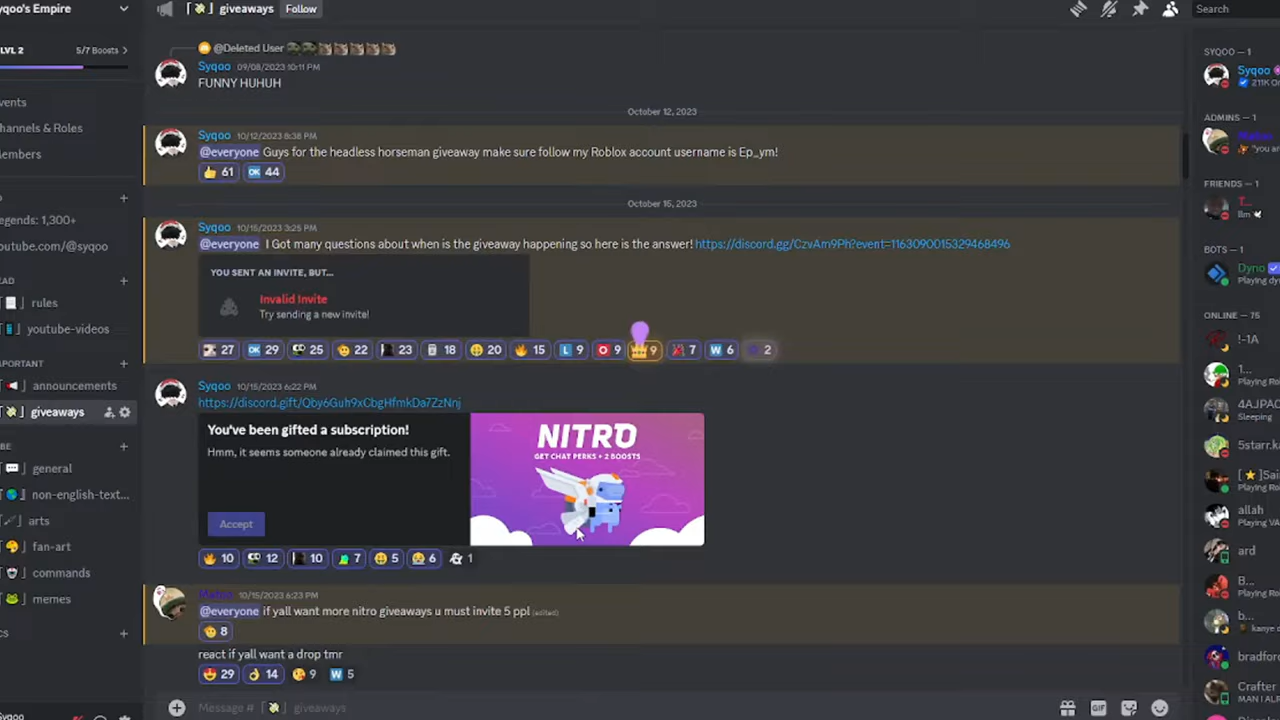 yqoo's Empire
giveaways
Follow
Search
LVL 2
5/7 Boosts
vents
hannels & Roles
embers
egends: 1,300+
outube.com/@syqoo
EAD
rules
youtube-videos
PORTANT
announcements
giveaways
BE
general
non-english-text...
arts
fan-art
commands
memes
cs
Syqoo
@Deleted User
Syqoo 09/08/2023 10:11 PM
FUNNY HUHUH
October 12, 2023
Syqoo 10/12/2023 8:38 PM
@everyone Guys for the headless horseman giveaway make sure follow my Roblox account username is Ep_ym!
61 OK 44
October 15, 2023
Syqoo 10/15/2023 3:25 PM
@everyone I Got many questions about when is the giveaway happening so here is the answer! https://discord.gg/CzvAm9Ph?event=1163090015329468496
YOU SENT AN INVITE, BUT...
Invalid Invite
Try sending a new invite!
27 OK 29 25 22 23 18 20 15 L 9 O 9 9 7 W 6 2
Syqoo 10/15/2023 6:22 PM
https://discord.gift/Qby6Guh9xCbgHfmkDa7ZzNnj
You've been gifted a subscription!
Hmm, it seems someone already claimed this gift.
Accept
NITRO
GET CHAT PERKS + 2 BOOSTS
10 12 10 7 5 6 1
10/15/2023 6:23 PM
@everyone if yall want more nitro giveaways u must invite 5 ppl (edited)
8
react if yall want a drop tmr
29 14 9 W 5
Message # giveaways
GIF
SYQOO — 1
Syqoo
211K
ADMINS — 1
"you ar
FRIENDS — 1
T...
BOTS — 1
Dyno
Playing dy
ONLINE — 105
!-1A
1...
Playing Ro
4AJPAC
Sleeping
5starr.k
Playing Ro
allah
Playing VA
ard
B...
Playing Ro
b...
kanye
bradford
Crafter